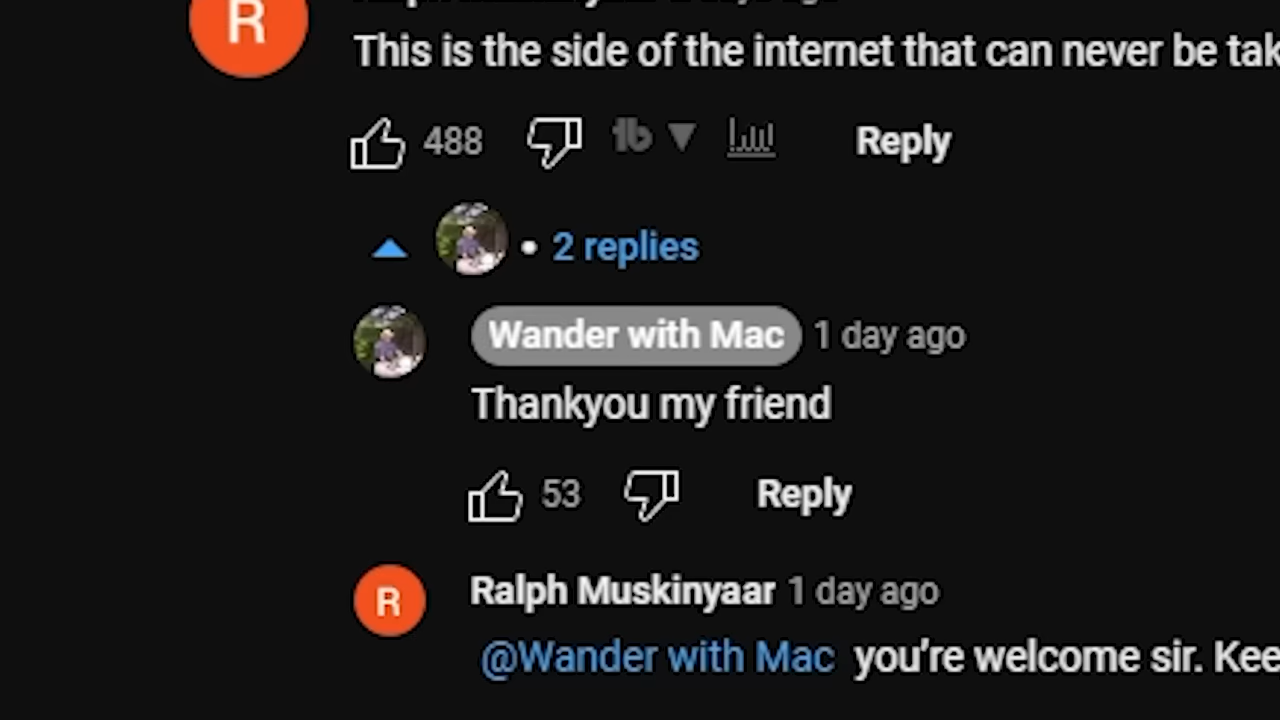 R
This is the side of the internet that can never be
488
Reply
• 2 replies
Wander with Mac 1 day ago
Thankyou my friend
53 Reply
R
Ralph Muskinyaar 1 day ago
@Wander with Mac you're welcome sir.